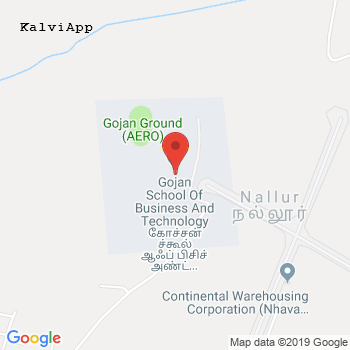 KalviApp
Gojan Ground
(AERO)
Gojan
School Of
Business And
Technology
கோச்சன்
ச்கூல்
ஆஃப் பிசிச்
அண்ட்...
Nallur
நல்லூர்
Continental Warehousing
Corporation (Nhava...
Google
Map data ©2019 Google